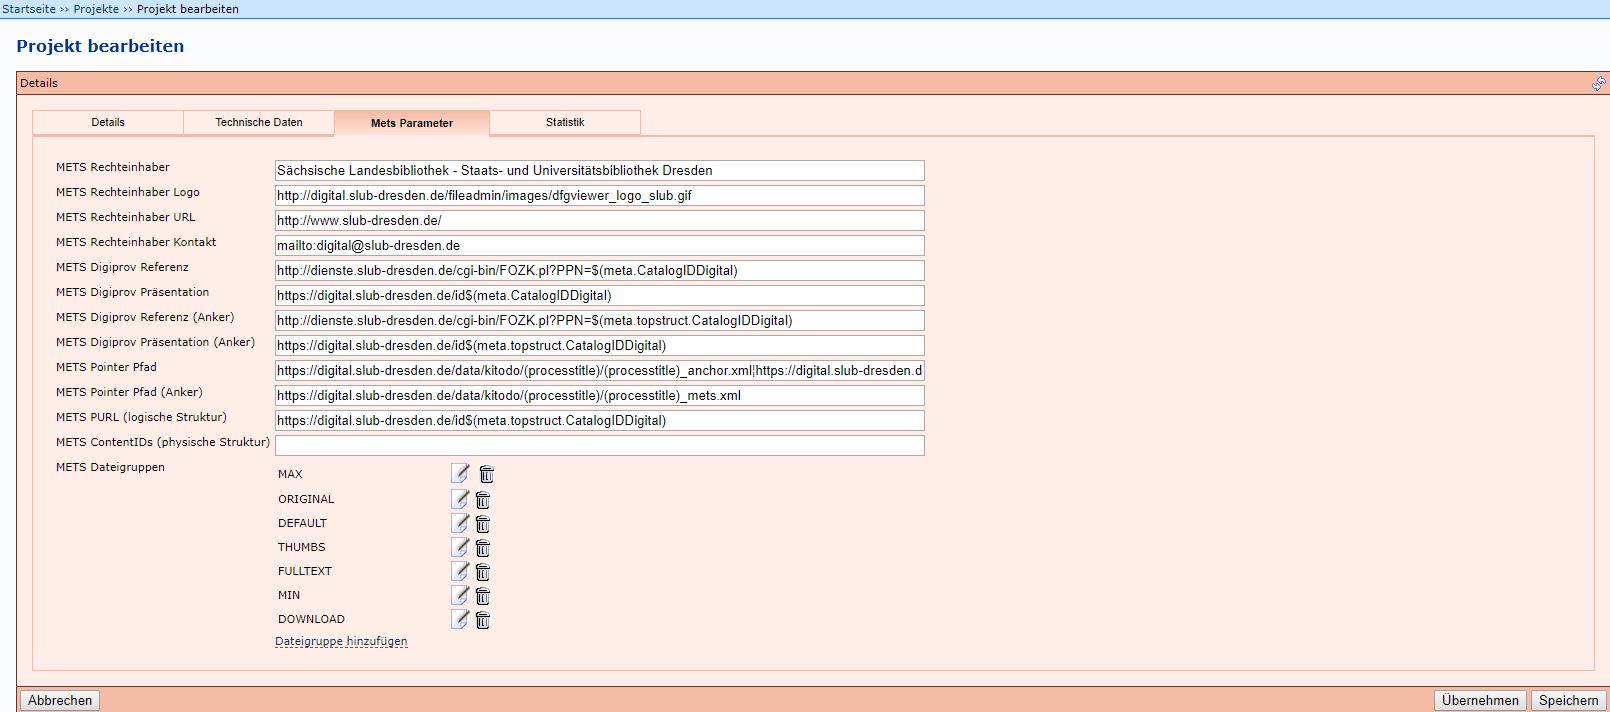 Startseite >> Projekte >> Projekt bearbeiten
Projekt bearbeiten
Details
Details Technische Daten Mets Parameter Statistik
METS Rechteinhaber Sächsische Landesbibliothek - Staats- und Universitätsbibliothek Dresden
METS Rechteinhaber Logo http://digital.slub-dresden.de/fileadmin/images/dfgviewer_logo_slub.gif
METS Rechteinhaber URL http://www.slub-dresden.de/
METS Rechteinhaber Kontakt mailto:digital@slub-dresden.de
METS Digiprov Referenz http://dienste.slub-dresden.de/cgi-bin/FOZK.pl?PPN=$(meta.CatalogIDDigital)
METS Digiprov Präsentation https://digital.slub-dresden.de/id$(meta.CatalogIDDigital)
METS Digiprov Referenz (Anker) http://dienste.slub-dresden.de/cgi-bin/FOZK.pl?PPN=$(meta.topstruct.CatalogIDDigital)
METS Digiprov Präsentation (Anker) https://digital.slub-dresden.de/id$(meta.topstruct.CatalogIDDigital)
METS Pointer Pfad https://digital.slub-dresden.de/data/kitodo/(processtitle)/(processtitle)_anchor.xml¦https://digital.slub-dresden.d
METS Pointer Pfad (Anker) https://digital.slub-dresden.de/data/kitodo/(processtitle)/(processtitle)_mets.xml
METS PURL (logische Struktur) https://digital.slub-dresden.de/id$(meta.topstruct.CatalogIDDigital)
METS ContentIDs (physische Struktur)
METS Dateigruppen
MAX
ORIGINAL
DEFAULT
THUMBS
FULLTEXT
MIN
DOWNLOAD
Dateigruppe hinzufügen
Abbrechen Übernehmen Speichern